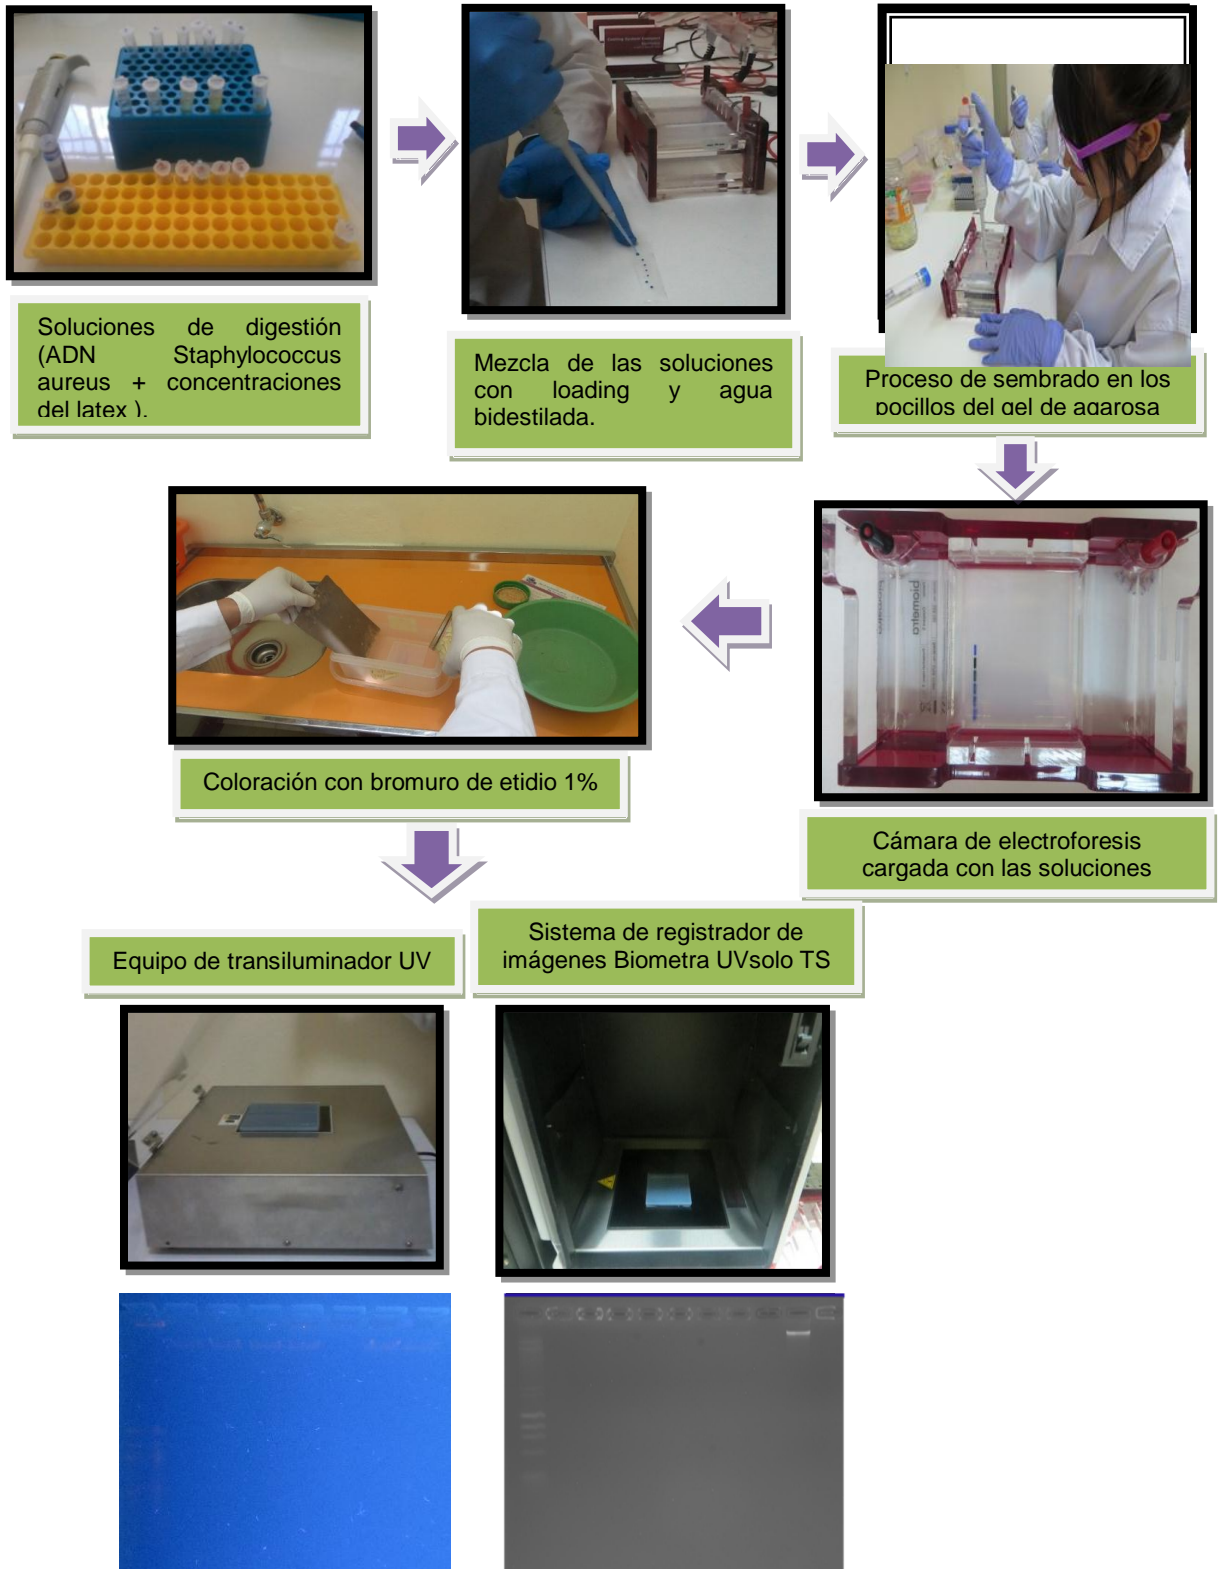 Soluciones de digestión
(ADN Staphylococcus
aureus + concentraciones
del latex ).
Mezcla de las soluciones
con loading y agua
bidestilada.
Proceso de sembrado en los
pocillos del gel de agarosa
Coloración con bromuro de etidio 1%
Cámara de electroforesis
cargada con las soluciones
Equipo de transiluminador UV
Sistema de registrador de
imágenes Biometra UVsolo TS
biometra